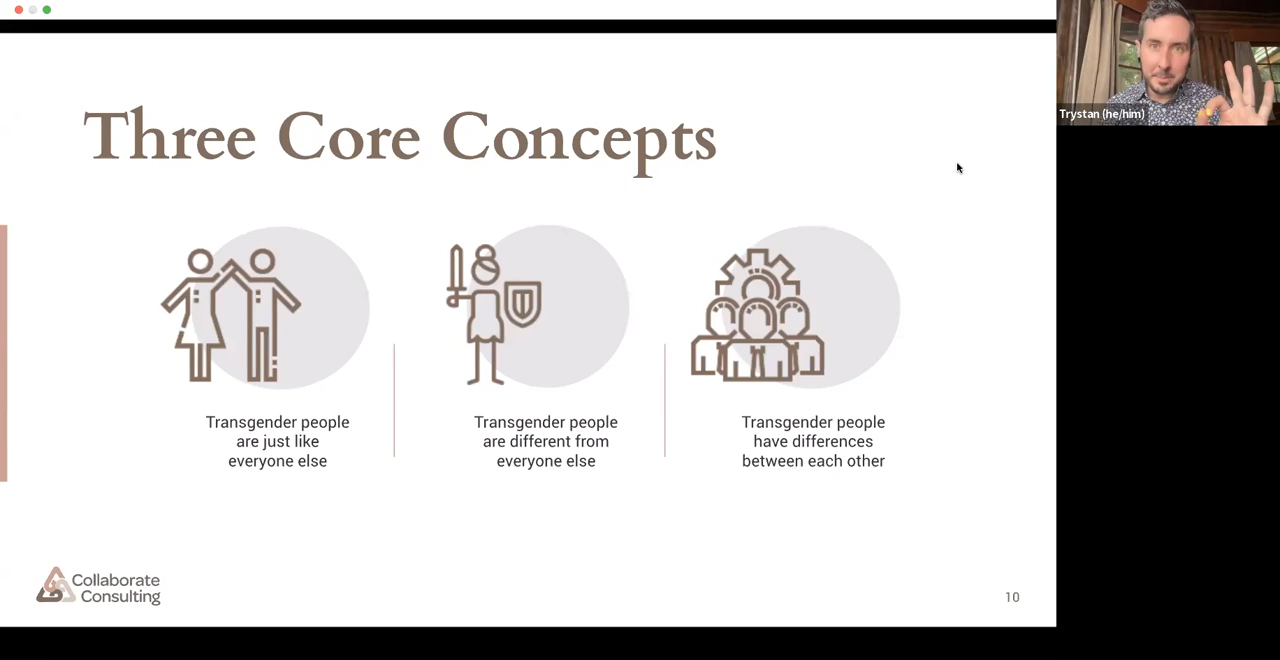 Three Core Concepts
Transgender people
are just like
everyone else
Transgender people
are different from
everyone else
Transgender people
have differences
between each other
Collaborate
Consulting
10
Trystan (he/him)